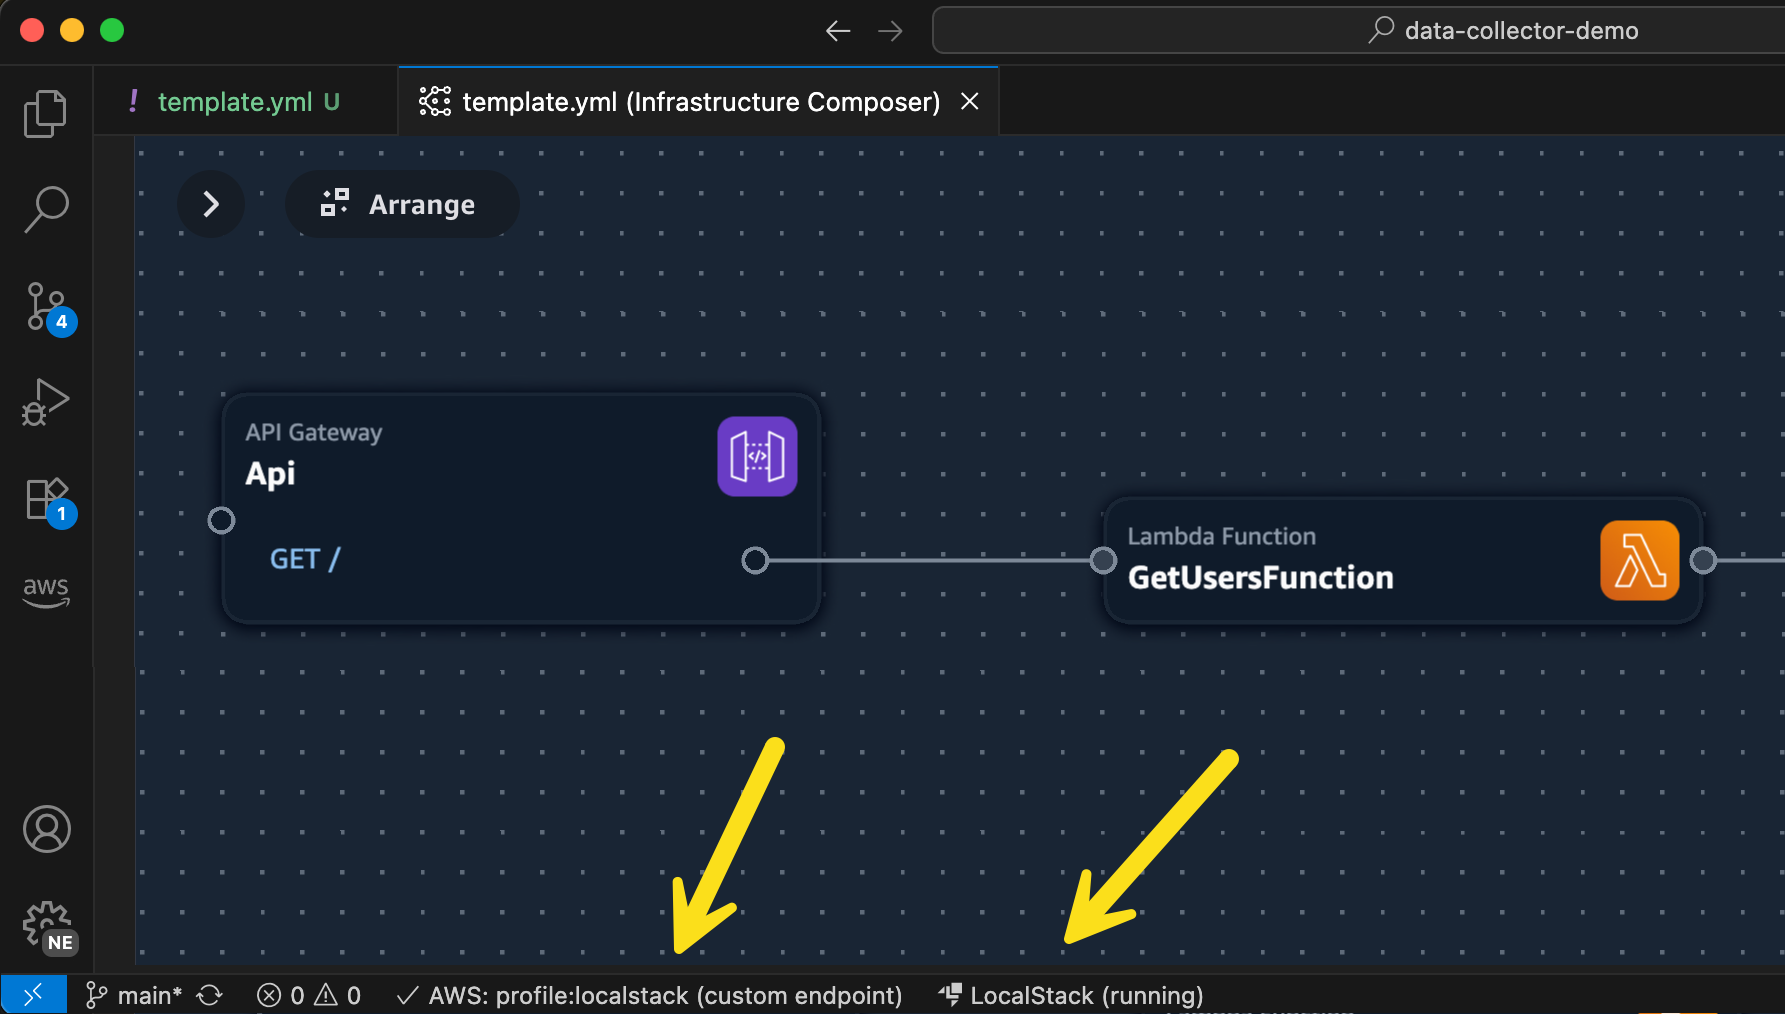 data-collector-demo
! template.yml U
template.yml (Infrastructure Composer)
Arrange
4
API Gateway
Api
GET /
</>
Lambda Function
GetUsersFunction
1
aws
NE
main* 0 0 AWS: profile:localstack (custom endpoint) LocalStack (running)